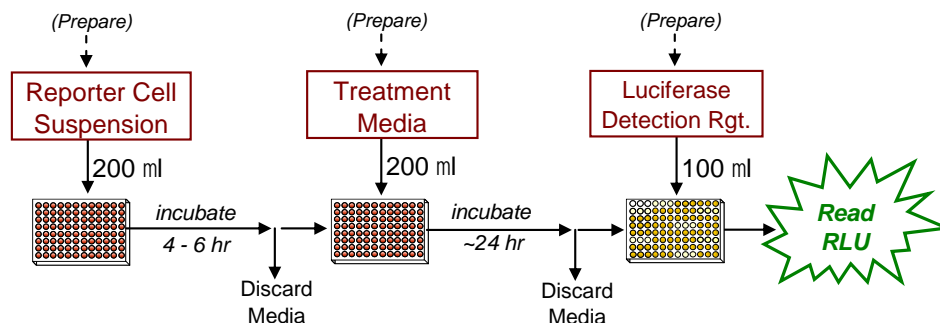 (Prepare)
(Prepare)
(Prepare)
Reporter Cell
Suspension
Treatment
Media
Luciferase
Detection Rgt.
200 ㎖
200 ㎖
100 ㎖
incubate
4 - 6 hr
incubate
~24 hr
Read
RLU
Discard
Media
Discard
Media